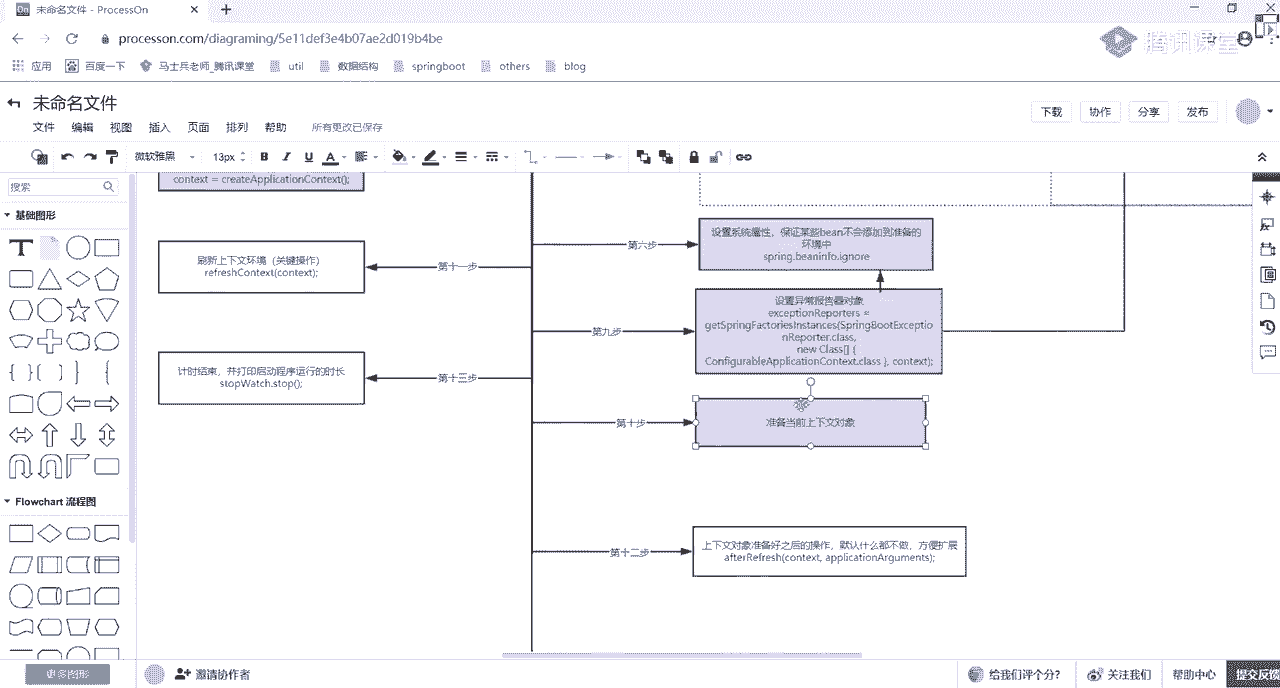 未命名文件 - ProcessOn
processon.com/diagraming/5e11def3e4b07ae2d019b4be
腾讯课堂
应用
百度一下
马士兵老师_腾讯课堂
util
数据结构
springboot
others
blog
未命名文件
下载
协作
分享
发布
文件
编辑
视图
插入
页面
排列
帮助
所有更改已保存
微软雅黑
13px
B
I
U
A
搜索
基础图形
T
Flowchart 流程图
更多图形
context = createApplicationContext();
刷新上下文环境（关键操作）
refreshContext(context);
第十一步
计时结束，并打印启动程序运行的时长
stopWatch.stop();
第十三步
第六步
设置系统属性，保证某些bean不会添加到准备的
环境中
spring.beaninfo.ignore
第九步
设置异常报告器对象
exceptionReporters =
getSpringFactoriesInstances(SpringBootExceptio
nReporter.class,
new Class[] {
ConfigurableApplicationContext.class }, context);
第十步
准备当前上下文对象
第十二步
上下文对象准备好之后的操作，默认什么都不做，方便扩展
afterRefresh(context, applicationArguments);
邀请协作者
给我们评个分?
关注我们
帮助中心
提交反馈